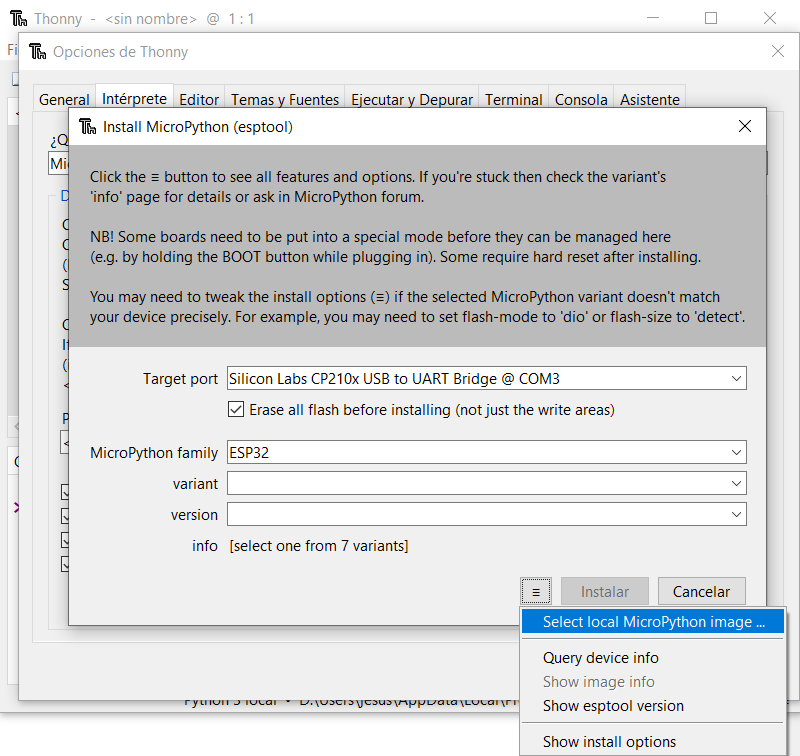 Thonny - <sin nombre> @ 1 : 1
Opciones de Thonny
General Intérprete Editor Temas y Fuentes Ejecutar y Depurar Terminal Consola Asistente
Install MicroPython (esptool)
Click the ≡ button to see all features and options. If you're stuck then check the variant's
'info' page for details or ask in MicroPython forum.
NB! Some boards need to be put into a special mode before they can be managed here
(e.g. by holding the BOOT button while plugging in). Some require hard reset after installing.
You may need to tweak the install options (≡) if the selected MicroPython variant doesn't match
your device precisely. For example, you may need to set flash-mode to 'dio' or flash-size to 'detect'.
Target port Silicon Labs CP210x USB to UART Bridge @ COM3
Erase all flash before installing (not just the write areas)
MicroPython family ESP32
variant
version
info [select one from 7 variants]
≡ Instalar Cancelar
Select local MicroPython image ...
Query device info
Show image info
Show esptool version
Show install options
Python 3 local • D:\Users\jesus\AppData\Local\